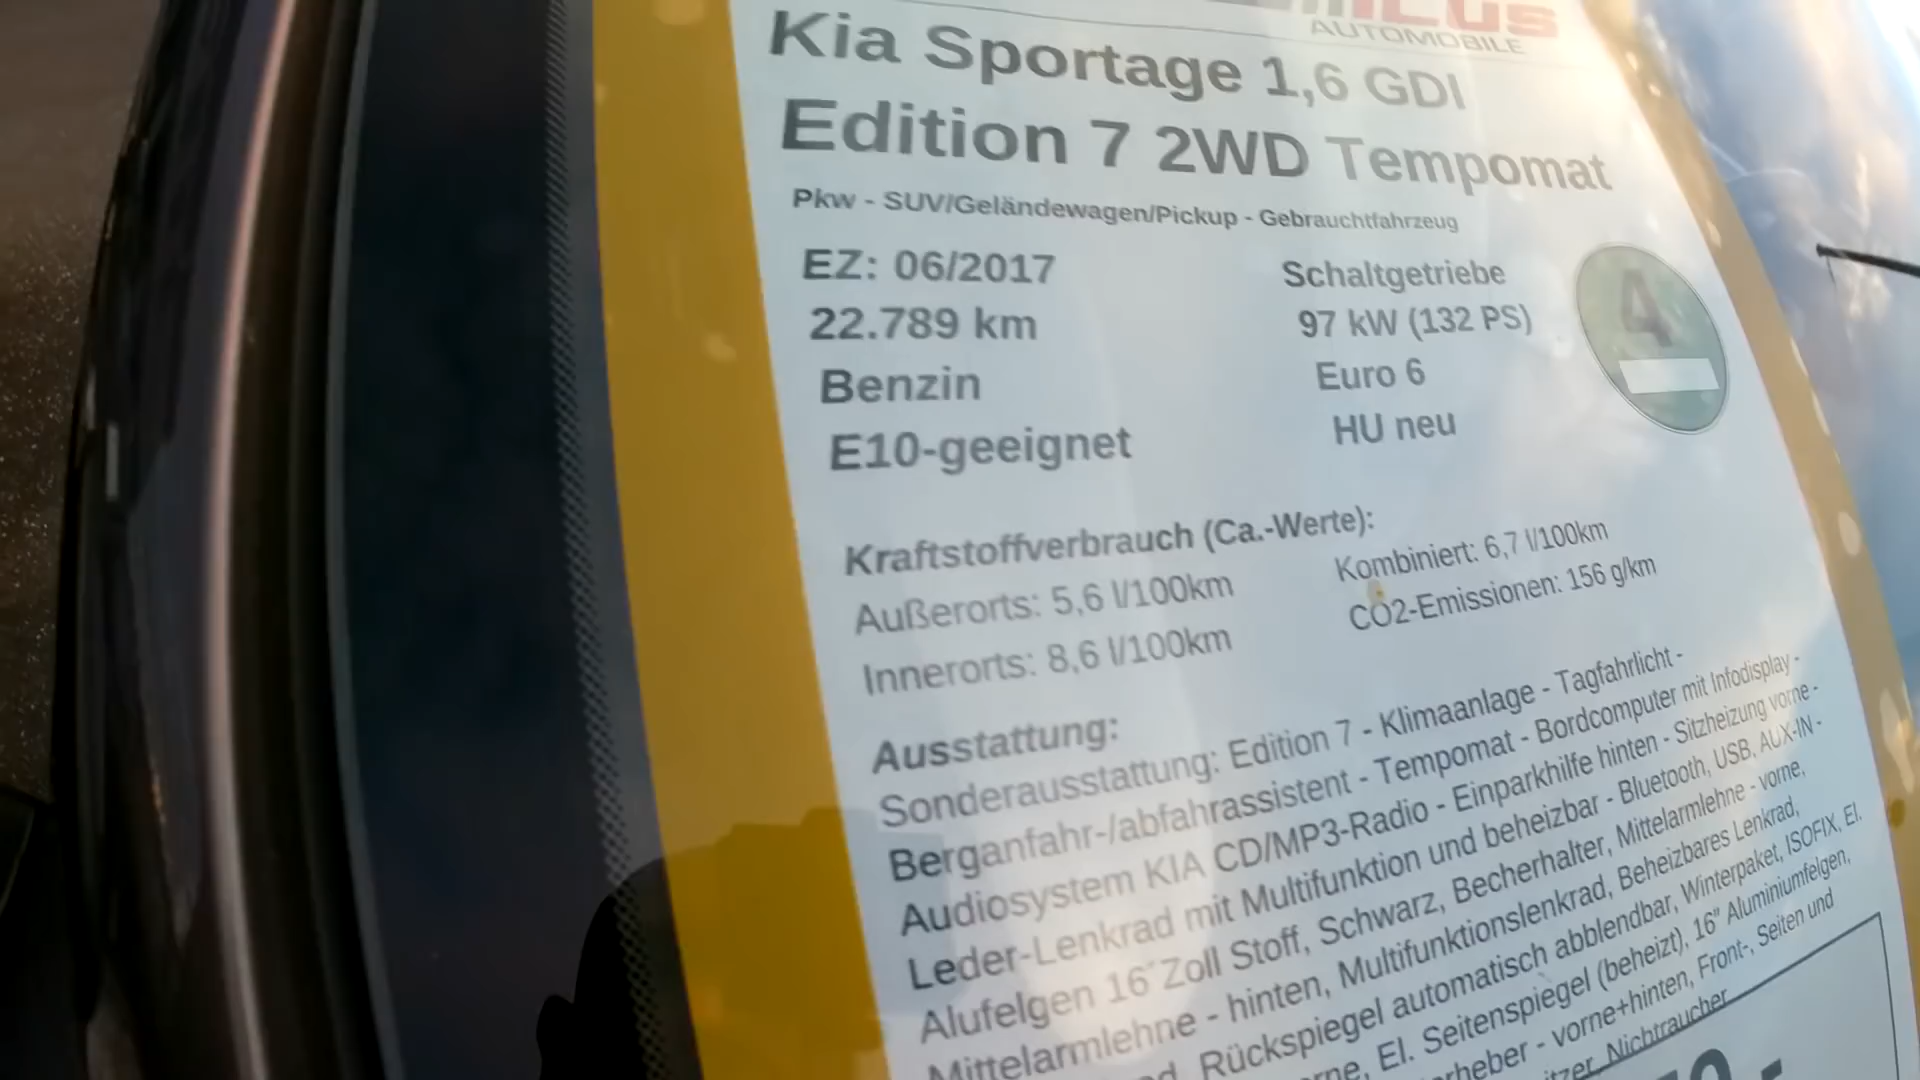 AUTOMOBILE
Kia Sportage 1,6 GDI
Edition 7 2WD Tempomat
Pkw - SUV/Geländewagen/Pickup - Gebrauchtfahrzeug
EZ: 06/2017
Schaltgetriebe
22.789 km
97 kW (132 PS)
Benzin
Euro 6
E10-geeignet
HU neu
4
Kraftstoffverbrauch (Ca.-Werte):
Außerorts: 5,6 l/100km
Kombiniert: 6,7 l/100km
Innerorts: 8,6 l/100km
CO2-Emissionen: 156 g/km
Ausstattung:
Sonderausstattung: Edition 7 - Klimaanlage - Tagfahrlicht -
Berganfahr-/abfahrassistent - Tempomat - Bordcomputer mit Infodisplay -
Audiosystem KIA CD/MP3-Radio - Einparkhilfe hinten - Sitzheizung vorne -
Leder-Lenkrad mit Multifunktion und beheizbar - Bluetooth, USB, AUX-IN -
Alufelgen 16 Zoll Stoff, Schwarz, Becherhalter, Mittelarmlehne - vorne,
Mittelarmlehne - hinten, Multifunktionslenkrad, Beheizbares Lenkrad,
Rückspiegel automatisch abblendbar, Winterpaket, ISOFIX, El.
El. Seitenspiegel (beheizt), 16" Aluminiumfelgen,
- vorne+hinten, Front-, Seiten und
Nichtraucher